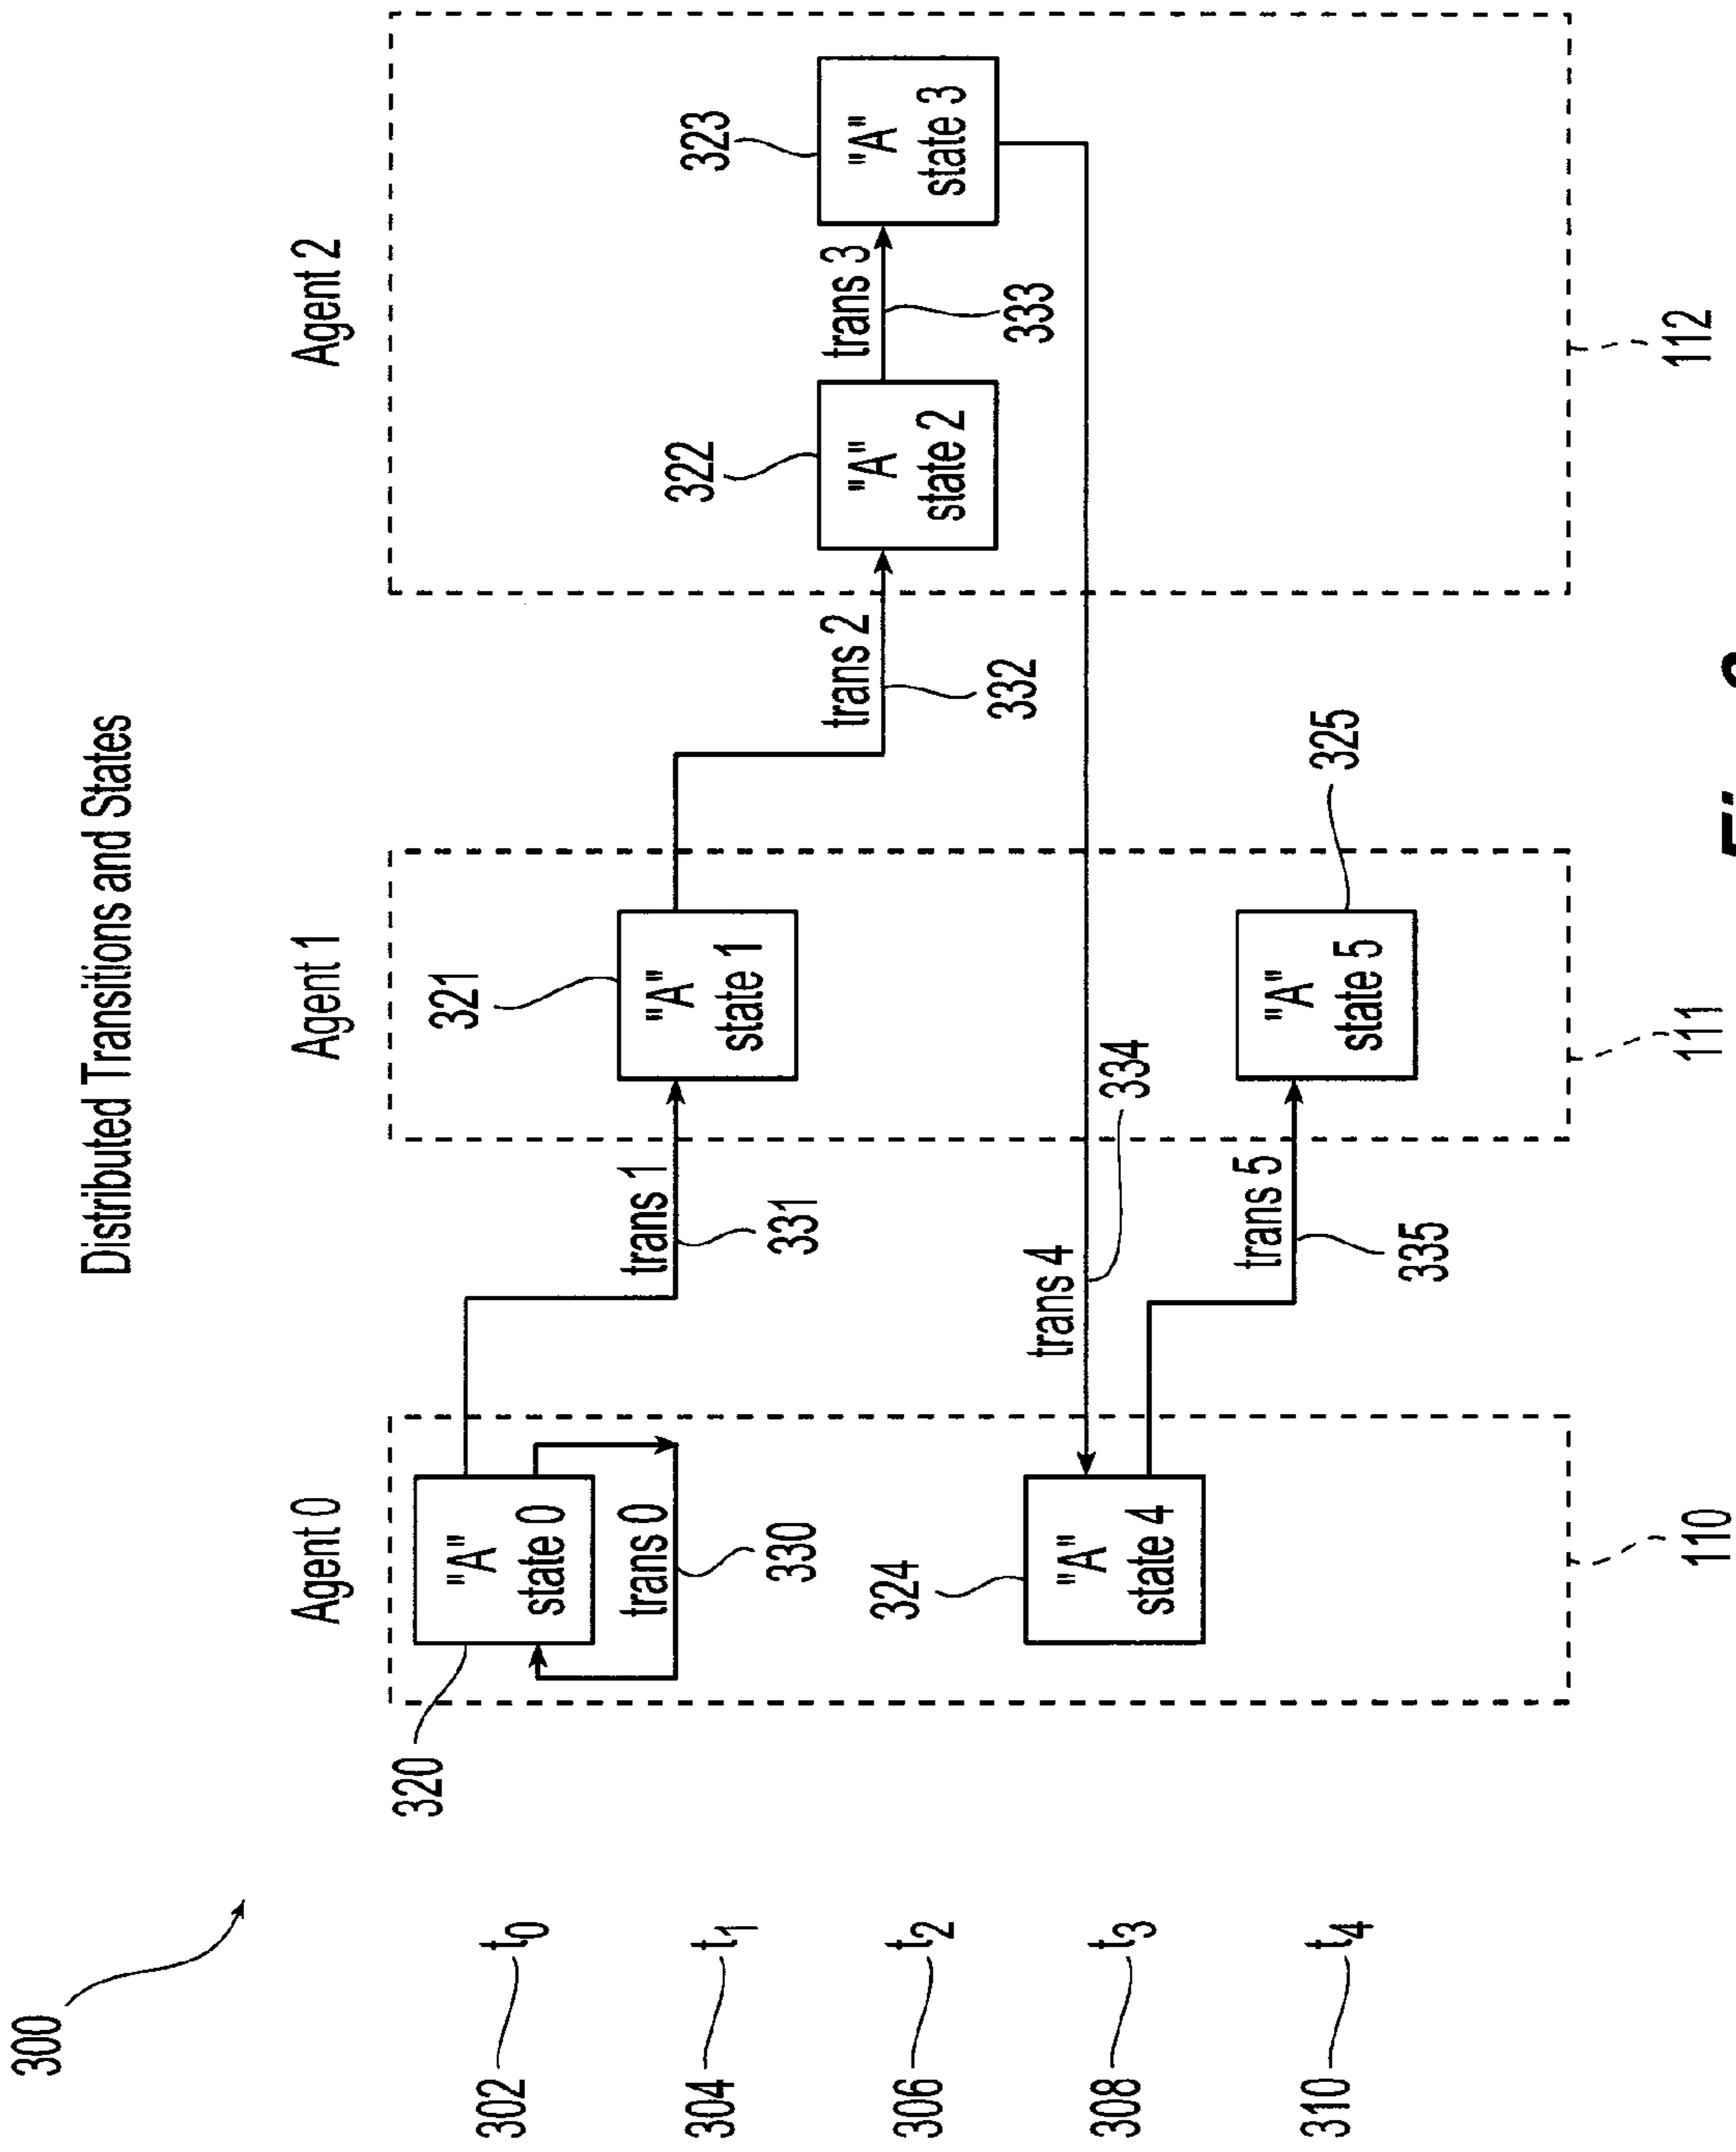 Distributed Transitions and States
300
Agent 0
Agent 1
Agent 2
302
t0
320
"A"
state 0
trans 0
330
304
t1
trans 1
331
321
"A"
state 1
306
t2
trans 2
332
322
"A"
state 2
trans 3
333
323
"A"
state 3
308
t3
324
"A"
state 4
trans 4
334
310
t4
trans 5
335
"A"
state 5
325
110
111
112